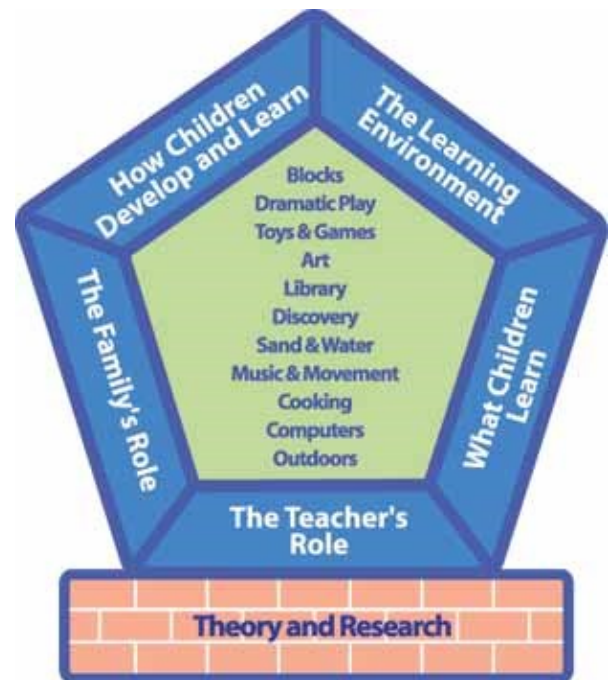 How Children
Develop and Learn
The Learning
Environment
Blocks
Dramatic Play
Toys & Games
Art
Library
Discovery
Sand & Water
Music & Movement
Cooking
Computers
Outdoors
The Family's Role
What Children
Learn
The Teacher's
Role
Theory and Research